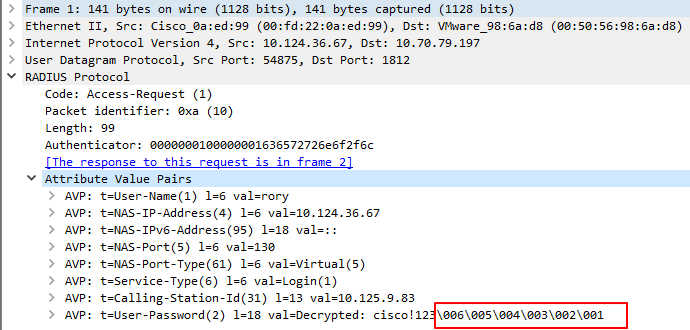 Frame 1: 141 bytes on wire (1128 bits), 141 bytes captured (1128 bits)
Ethernet II, Src: Cisco_0a:ed:99 (00:fd:22:0a:ed:99), Dst: VMware_98:6a:d8 (00:50:56:98:6a:d8)
Internet Protocol Version 4, Src: 10.124.36.67, Dst: 10.70.79.197
User Datagram Protocol, Src Port: 54875, Dst Port: 1812
RADIUS Protocol
Code: Access-Request (1)
Packet identifier: 0xa (10)
Length: 99
Authenticator: 0000000100000001636572726e6f2f6c
[The response to this request is in frame 2]
Attribute Value Pairs
AVP: t=User-Name(1) l=6 val=rory
AVP: t=NAS-IP-Address(4) l=6 val=10.124.36.67
AVP: t=NAS-IPv6-Address(95) l=18 val=::
AVP: t=NAS-Port(5) l=6 val=130
AVP: t=NAS-Port-Type(61) l=6 val=Virtual(5)
AVP: t=Service-Type(6) l=6 val=Login(1)
AVP: t=Calling-Station-Id(31) l=13 val=10.125.9.83
AVP: t=User-Password(2) l=18 val=Decrypted: cisco!123\006\005\004\003\002\001